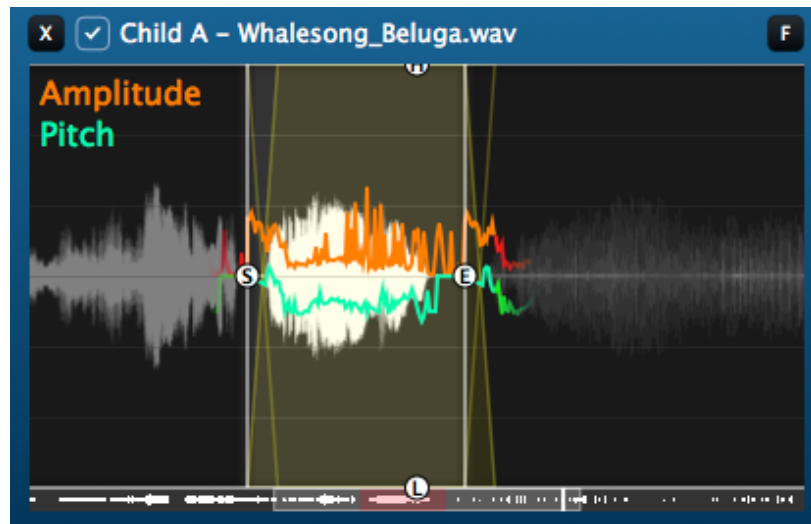 X Child A – Whalesong_Beluga.wav F
H
Amplitude
Pitch
S E
L